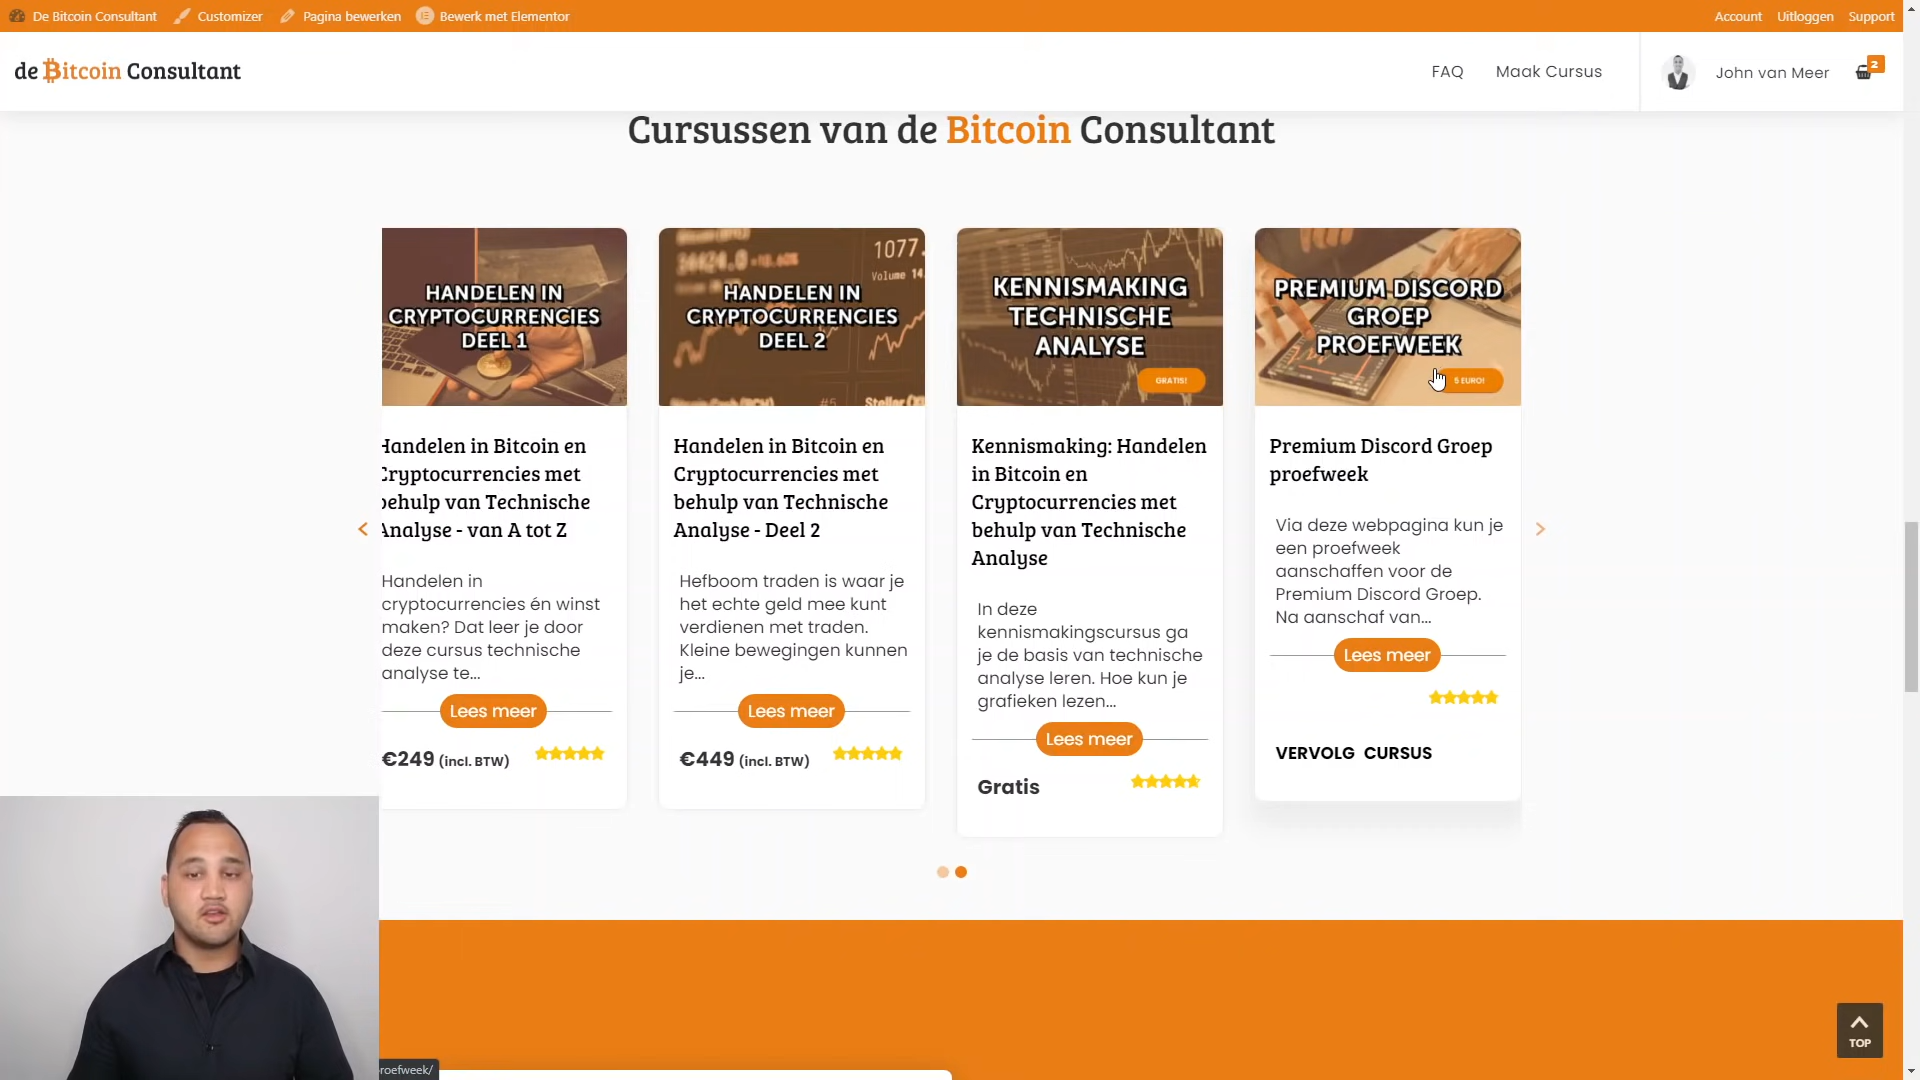 De Bitcoin Consultant Customizer Pagina bewerken Bewerk met Elementor Account Uitloggen Support
de Bitcoin Consultant FAQ Maak Cursus John van Meer 2
Cursussen van de Bitcoin Consultant
HANDELEN IN
CRYPTOCURRENCIES
DEEL 1
Handelen in Bitcoin en
Cryptocurrencies met
behulp van Technische
Analyse - van A tot Z
Handelen in
cryptocurrencies én winst
maken? Dat leer je door
deze cursus technische
analyse te...
Lees meer
€249 (incl. BTW)
1077.
Volume 14
HANDELEN IN
CRYPTOCURRENCIES
DEEL 2
#5 Stellar
Handelen in Bitcoin en
Cryptocurrencies met
behulp van Technische
Analyse - Deel 2
Hefboom traden is waar je
het echte geld mee kunt
verdienen met traden.
Kleine bewegingen kunnen
je...
Lees meer
€449 (incl. BTW)
KENNISMAKING
TECHNISCHE
ANALYSE
GRATIS!
Kennismaking: Handelen
in Bitcoin en
Cryptocurrencies met
behulp van Technische
Analyse
In deze
kennismakingscursus ga
je de basis van technische
analyse leren. Hoe kun je
grafieken lezen...
Lees meer
Gratis
PREMIUM DISCORD
GROEP
PROEFWEEK
5 EURO!
Premium Discord Groep
proefweek
Via deze webpagina kun je
een proefweek
aanschaffen voor de
Premium Discord Groep.
Na aanschaf van...
Lees meer
VERVOLG CURSUS
TOP
roefweek/